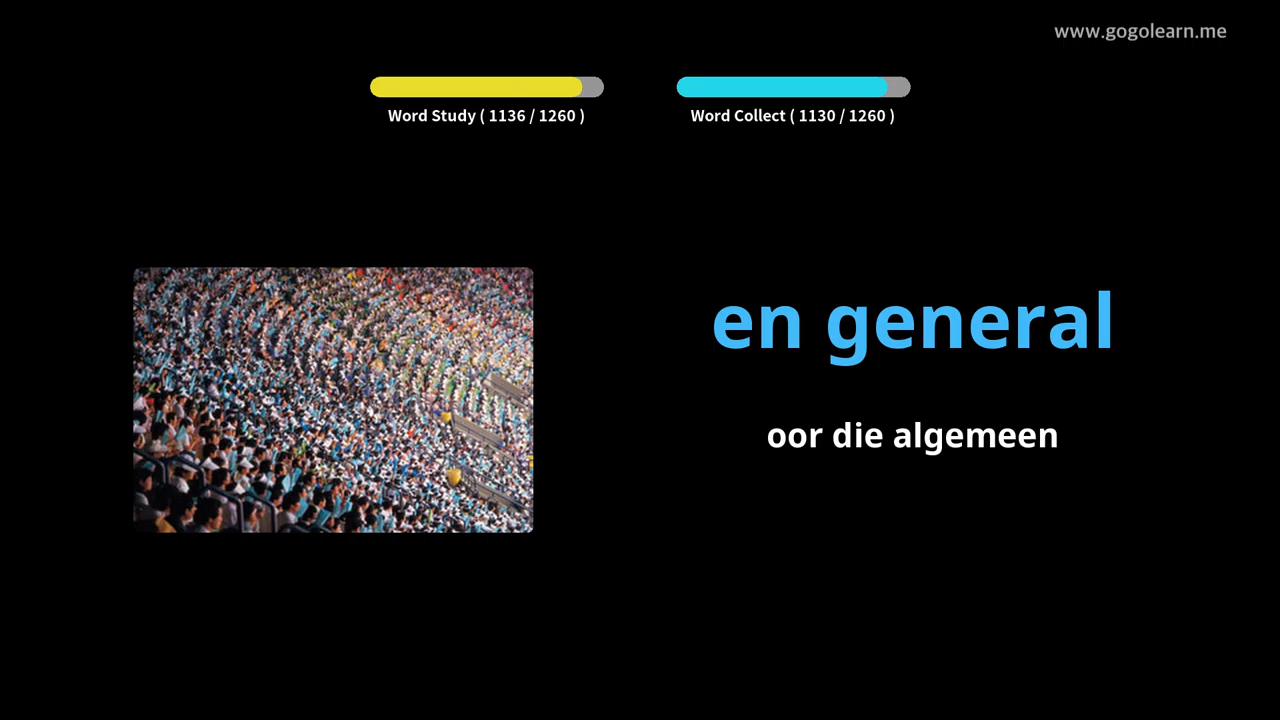 www.gogolearn.me
Word Study ( 1136 / 1260 )
Word Collect ( 1130 / 1260 )
en general
oor die algemeen